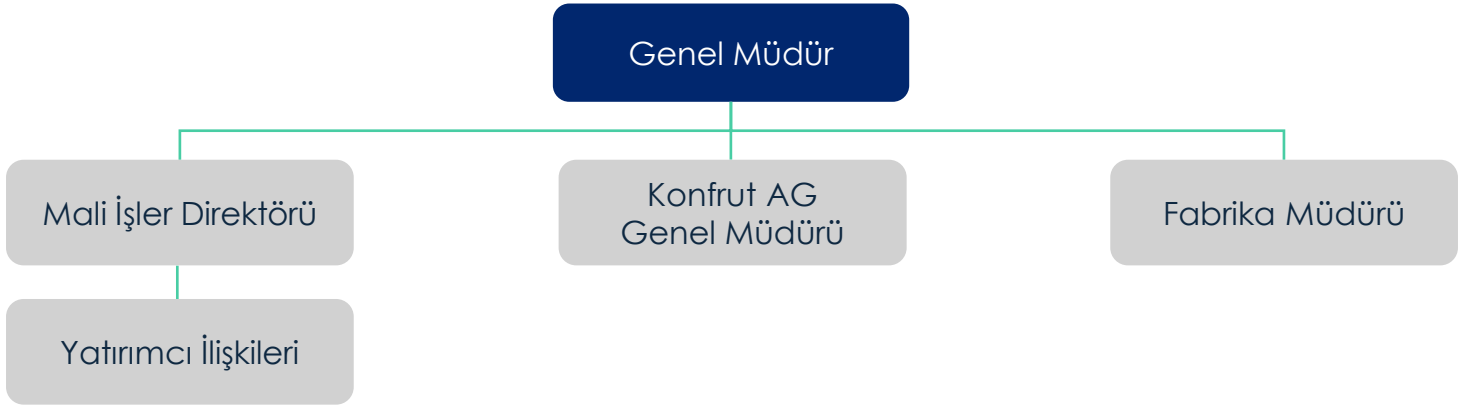 Genel Müdür
Mali İşler Direktörü
Konfrut AG
Genel Müdürü
Fabrika Müdürü
Yatırımcı İlişkileri